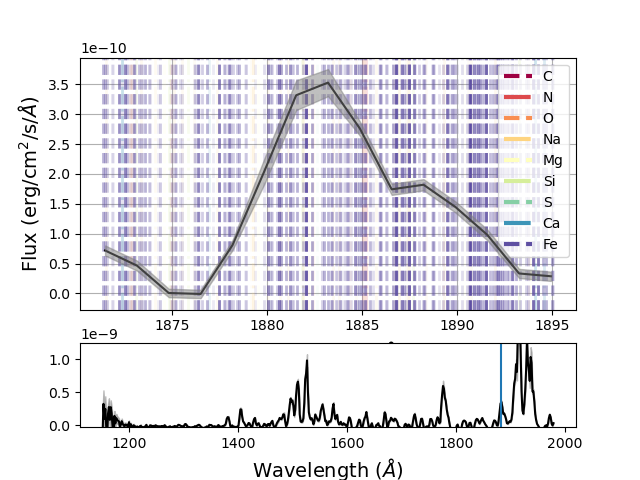 1e−10
Flux (erg/cm²/s/Å)
3.5
3.0
2.5
2.0
1.5
1.0
0.5
0.0
C
N
O
Na
Mg
Si
S
Ca
Fe
1875 1880 1885 1890 1895
1e−9
1.0
0.5
0.0
1200 1400 1600 1800 2000
Wavelength (Å)